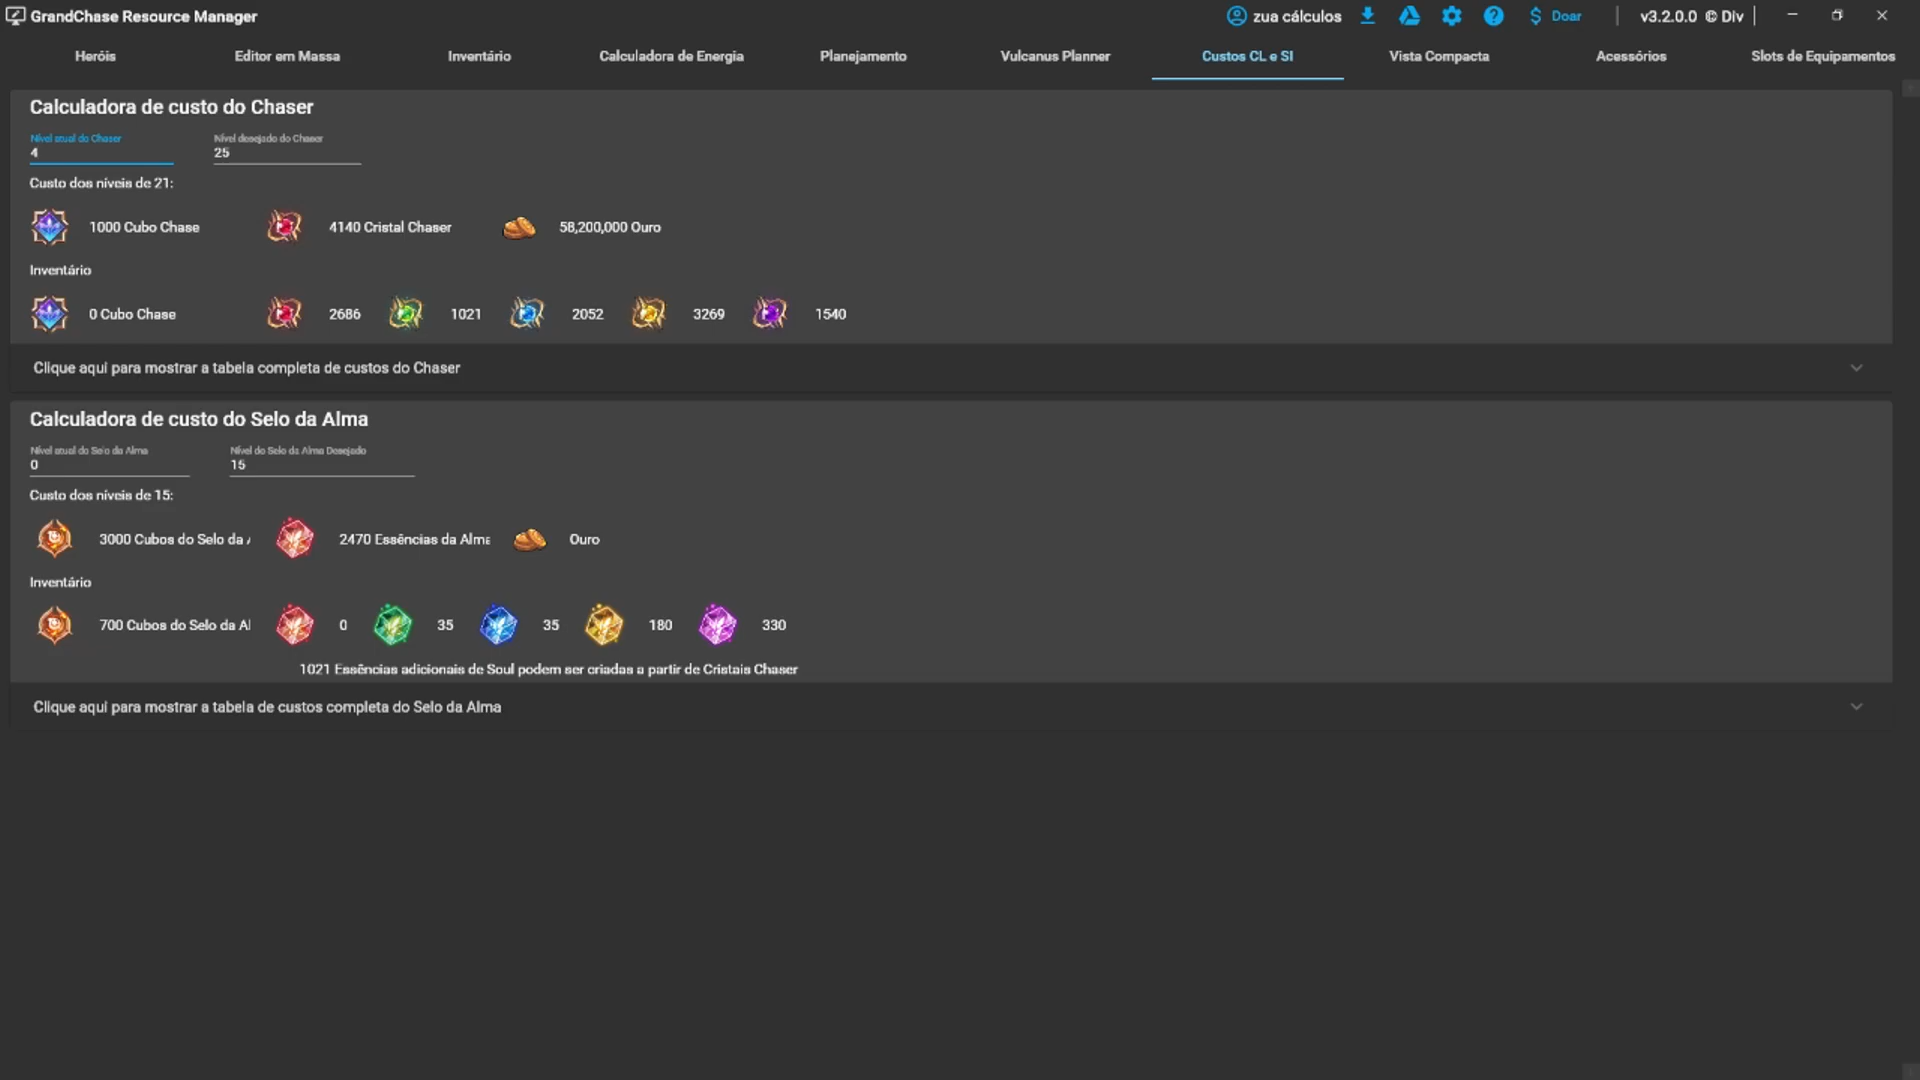 GrandChase Resource Manager
zua cálculos
Doar
v3.2.0.0 © Div
Heróis
Editor em Massa
Inventário
Calculadora de Energia
Planejamento
Vulcanus Planner
Custos CL e SI
Vista Compacta
Acessórios
Slots de Equipamentos
Calculadora de custo do Chaser
Nível atual do Chaser
Nível desejado do Chaser
4
25
Custo dos níveis de 21:
1000 Cubo Chase
4140 Cristal Chaser
58,200,000 Ouro
Inventário
0 Cubo Chase
2686
1021
2052
3269
1540
Clique aqui para mostrar a tabela completa de custos do Chaser
Calculadora de custo do Selo da Alma
Nível atual do Selo da Alma
Nível do Selo da Alma Desejado
0
15
Custo dos níveis de 15:
3000 Cubos do Selo da
2470 Essências da Alma
Ouro
Inventário
700 Cubos do Selo da Al
0
35
35
180
330
1021 Essências adicionais de Soul podem ser criadas a partir de Cristais Chaser
Clique aqui para mostrar a tabela de custos completa do Selo da Alma